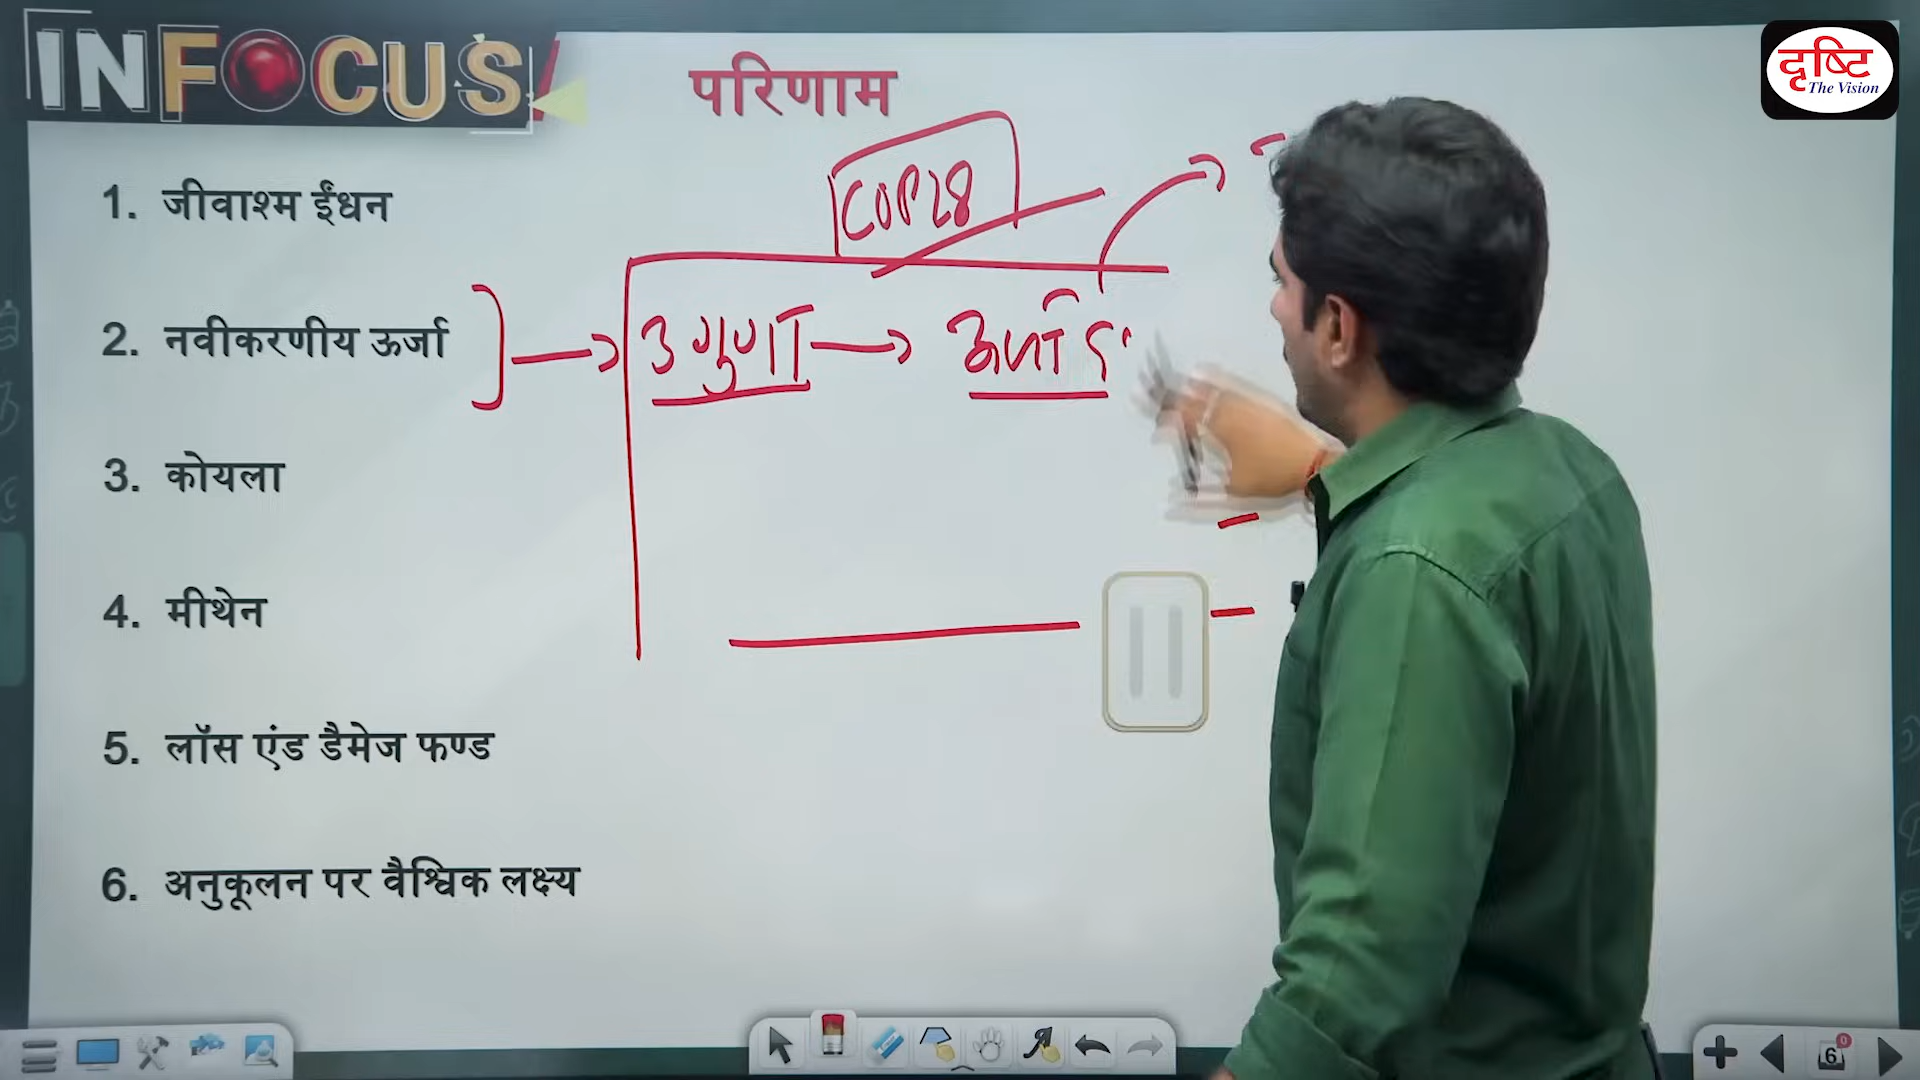 INFOCUS
परिणाम
दृष्टि
The Vision
COP28
1. जीवाश्म ईंधन
2. नवीकरणीय ऊर्जा
3 गुणा → ऊर्जा
3. कोयला
4. मीथेन
5. लॉस एंड डैमेज फण्ड
6. अनुकूलन पर वैश्विक लक्ष्य
6
0